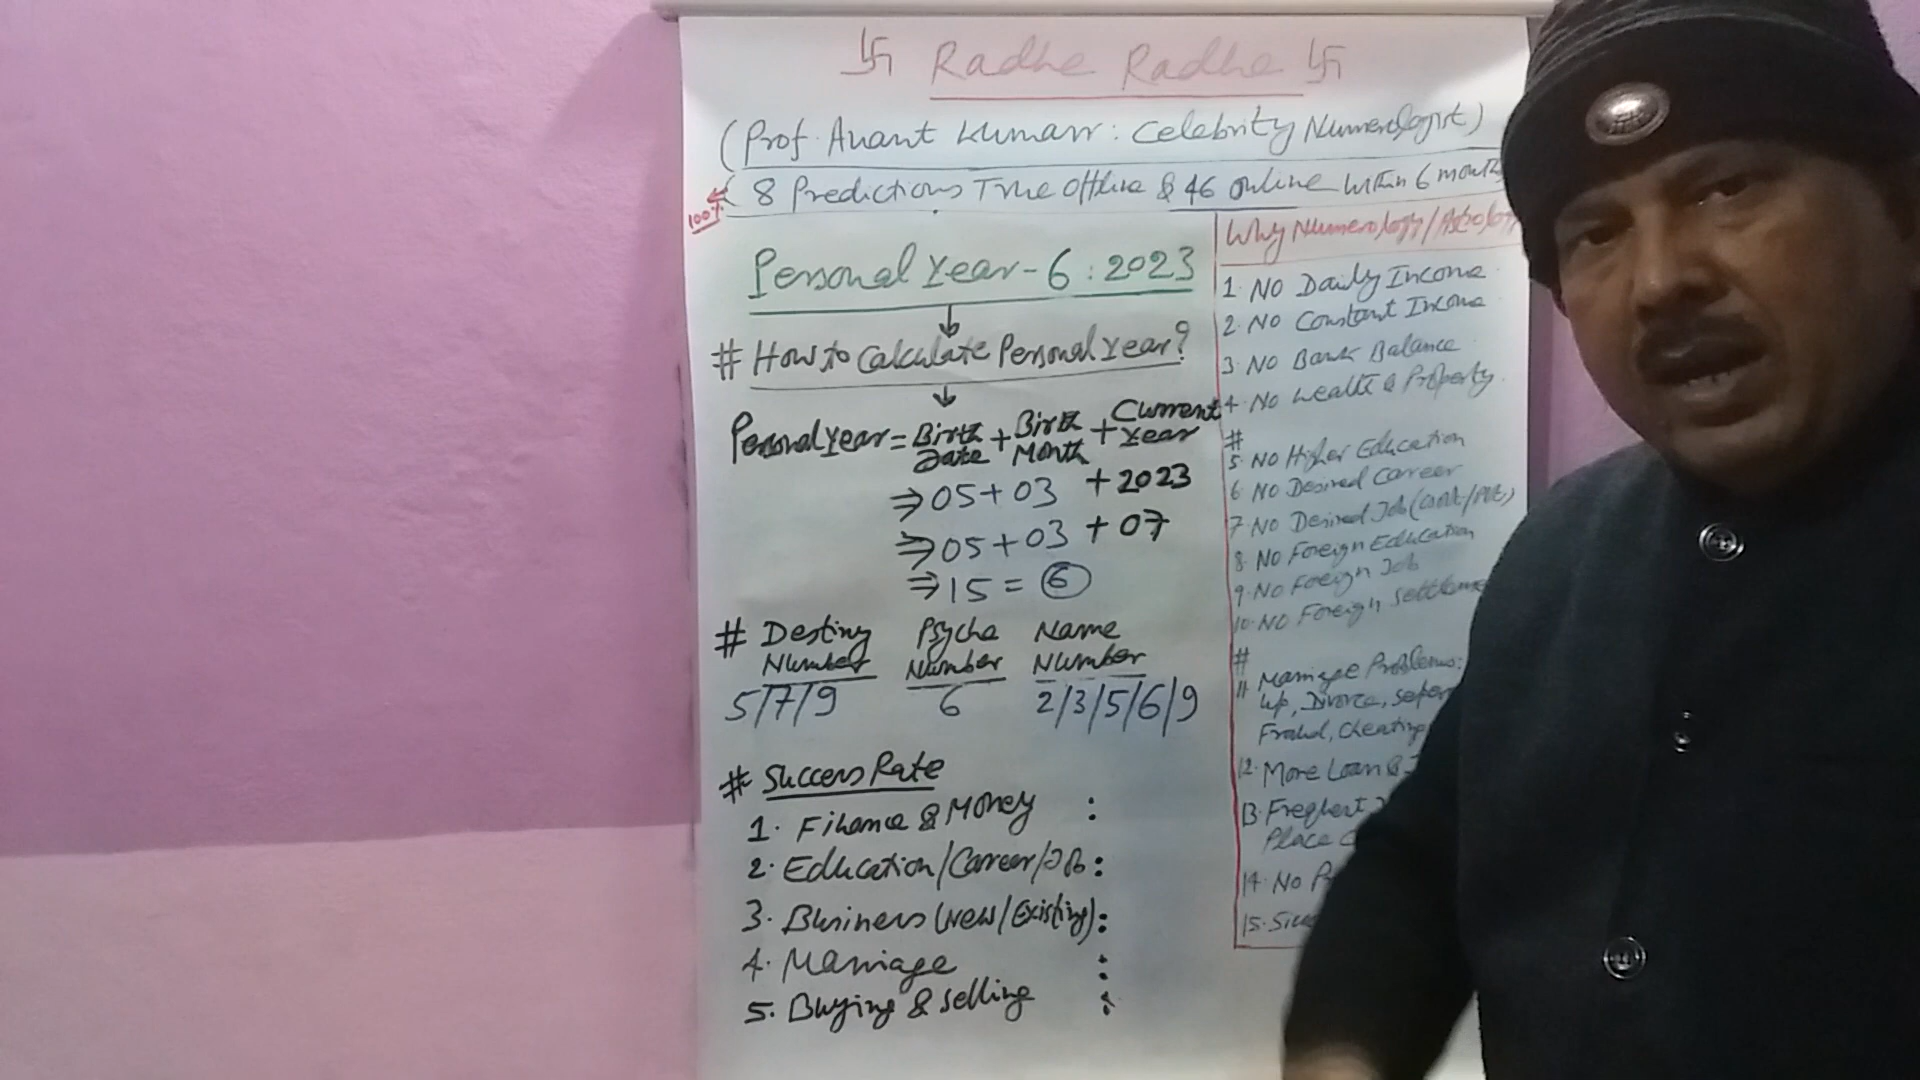 卐 Radhe Radhe 卐
(Prof. Anant Kumarr: Celebrity Numerologist)
8 Predictions True Offline & 46 online within 6 months
100%
Personal Year - 6 : 2023
# How to Calculate Personal Year?
Personal Year = Birth Date + Birth Month + Current Year
⇒ 05 + 03 + 2023
⇒ 05 + 03 + 07
⇒ 15 = 6
# Destiny Number Psyche Number Name Number
5/7/9 6 2/3/5/6/9
# Success Rate
1. Finance & Money :
2. Education/Career/Job :
3. Business (New/Existing) :
4. Marriage :
5. Buying & Selling :
Why Numerology/Astrology
1. NO Daily Income
2. NO Constant Income
3. NO Bank Balance
4. NO Wealth & Property
#
5. NO Higher Education
6. NO Desired Career
7. NO Desired Job (Govt/Pvt)
8. NO Foreign Education
9. NO Foreign Job
10. NO Foreign Settlement
#
11. Marriage Problems:
up, Divorce,
Fraud, Cheating
12. More Loan &
13. Frequent
Place
14. No
15.